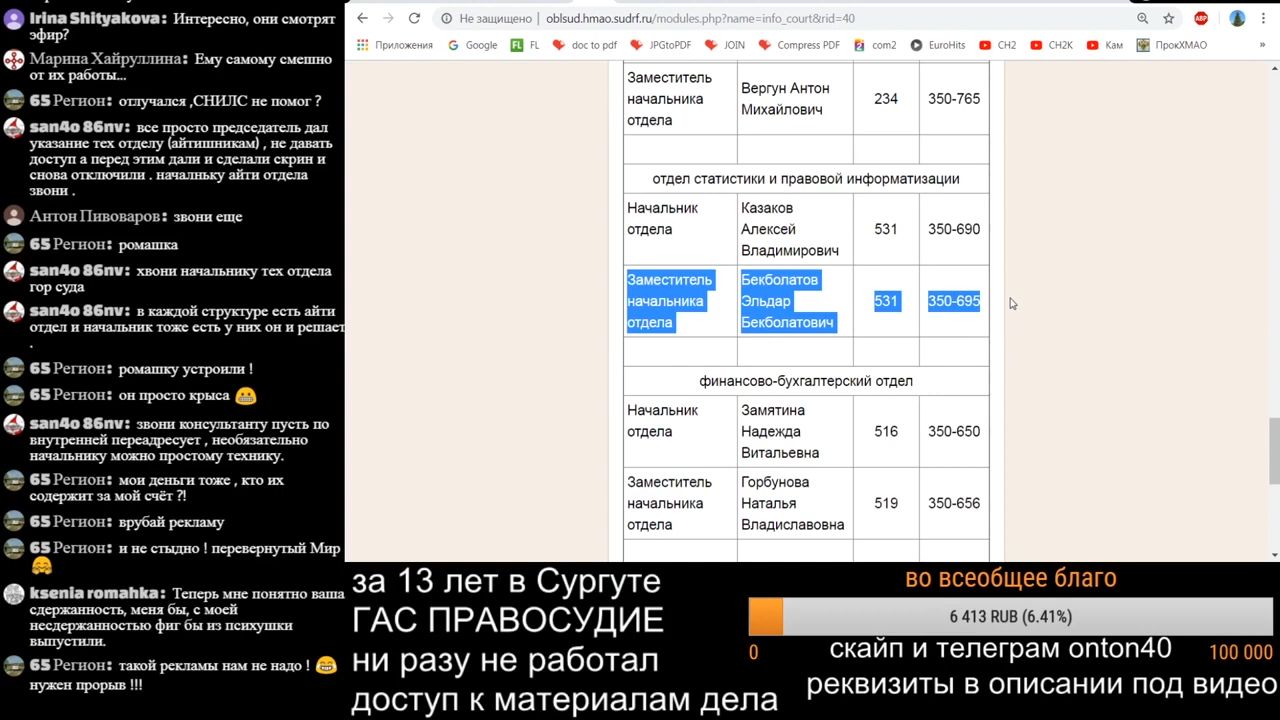 Irina Shityakova: Интересно, они смотрят
эфир?
Марина Хайруллина: Ему самому смешно
от их работы...
65 Регион: отлучался ,СНИЛС не помог ?
san4o 86nv: все просто председатель дал
указание тех отделу (айтишникам) , не давать
доступ а перед этим дали и сделали скрин и
снова отключили . началньку айти отдела
звони .
Антон Пивоваров: звони еще
65 Регион: ромашка
san4o 86nv: хвони начальнику тех отдела
гор суда
san4o 86nv: в каждой структуре есть айти
отдел и начальник тоже есть у них он и решает
.
65 Регион: ромашку устроили !
65 Регион: он просто крыса
san4o 86nv: звони консультанту пусть по
внутренней переадресует , необязательно
начальнику можно простому технику.
65 Регион: мои деньги тоже , кто их
содержит за мой счёт ?!
65 Регион: врубай рекламу
65 Регион: и не стыдно ! перевернутый Мир
ksenia romahka: Теперь мне понятно ваша
сдержанность, меня бы, с моей
несдержанностью фиг бы из психушки
выпустили.
65 Регион: такой рекламы нам не надо !
нужен прорыв !!!
Не защищено | oblsud.hmao.sudrf.ru/modules.php?name=info_court&rid=40
ABP
Приложения Google FL FL doc to pdf JPGtoPDF JOIN Compress PDF com2 EuroHits CH2 CH2K Кам ПрокХМАО »
Заместитель
начальника
отдела
Вергун Антон
Михайлович
234
350-765
отдел статистики и правовой информатизации
Начальник
отдела
Казаков
Алексей
Владимирович
531
350-690
Заместитель
начальника
отдела
Бекболатов
Эльдар
Бекболатович
531
350-695
финансово-бухгалтерский отдел
Начальник
отдела
Замятина
Надежда
Витальевна
516
350-650
Заместитель
начальника
отдела
Горбунова
Наталья
Владиславовна
519
350-656
за 13 лет в Сургуте
ГАС ПРАВОСУДИЕ
ни разу не работал
доступ к материалам дела
во всеобщее благо
6 413 RUB (6.41%)
0
100 000
скайп и телеграм onton40
реквизиты в описании под видео